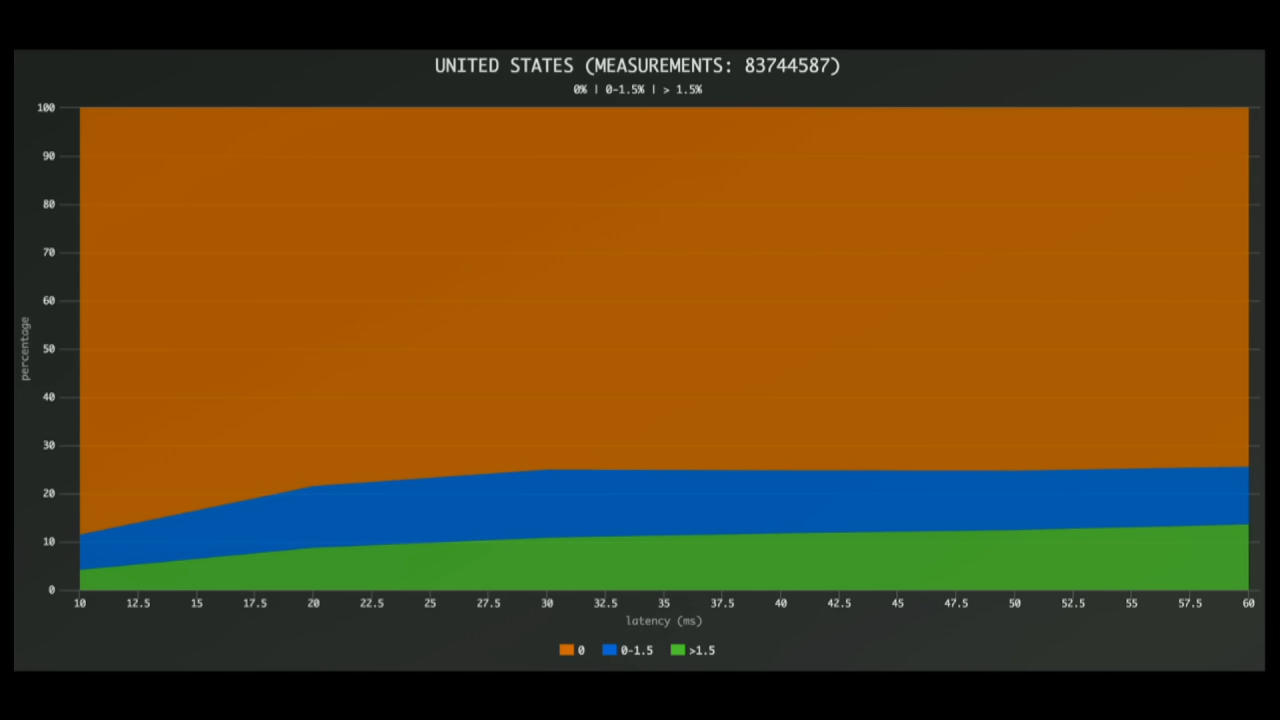 UNITED STATES (MEASUREMENTS: 83744587)
0% | 0-1.5% | > 1.5%
100
90
80
70
60
50
40
30
20
10
0
percentage
10 12.5 15 17.5 20 22.5 25 27.5 30 32.5 35 37.5 40 42.5 45 47.5 50 52.5 55 57.5 60
latency (ms)
0 0-1.5 >1.5